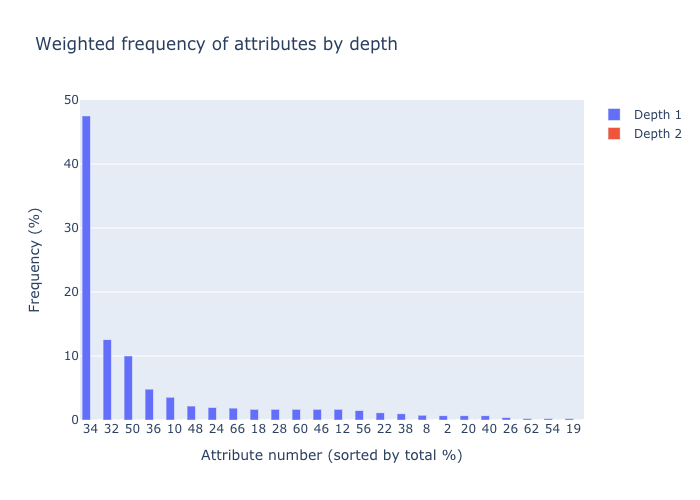 Weighted frequency of attributes by depth
50
40
30
20
10
0
Frequency (%)
34 32 50 36 10 48 24 66 18 28 60 46 12 56 22 38 8 2 20 40 26 62 54 19
Attribute number (sorted by total %)
Depth 1
Depth 2